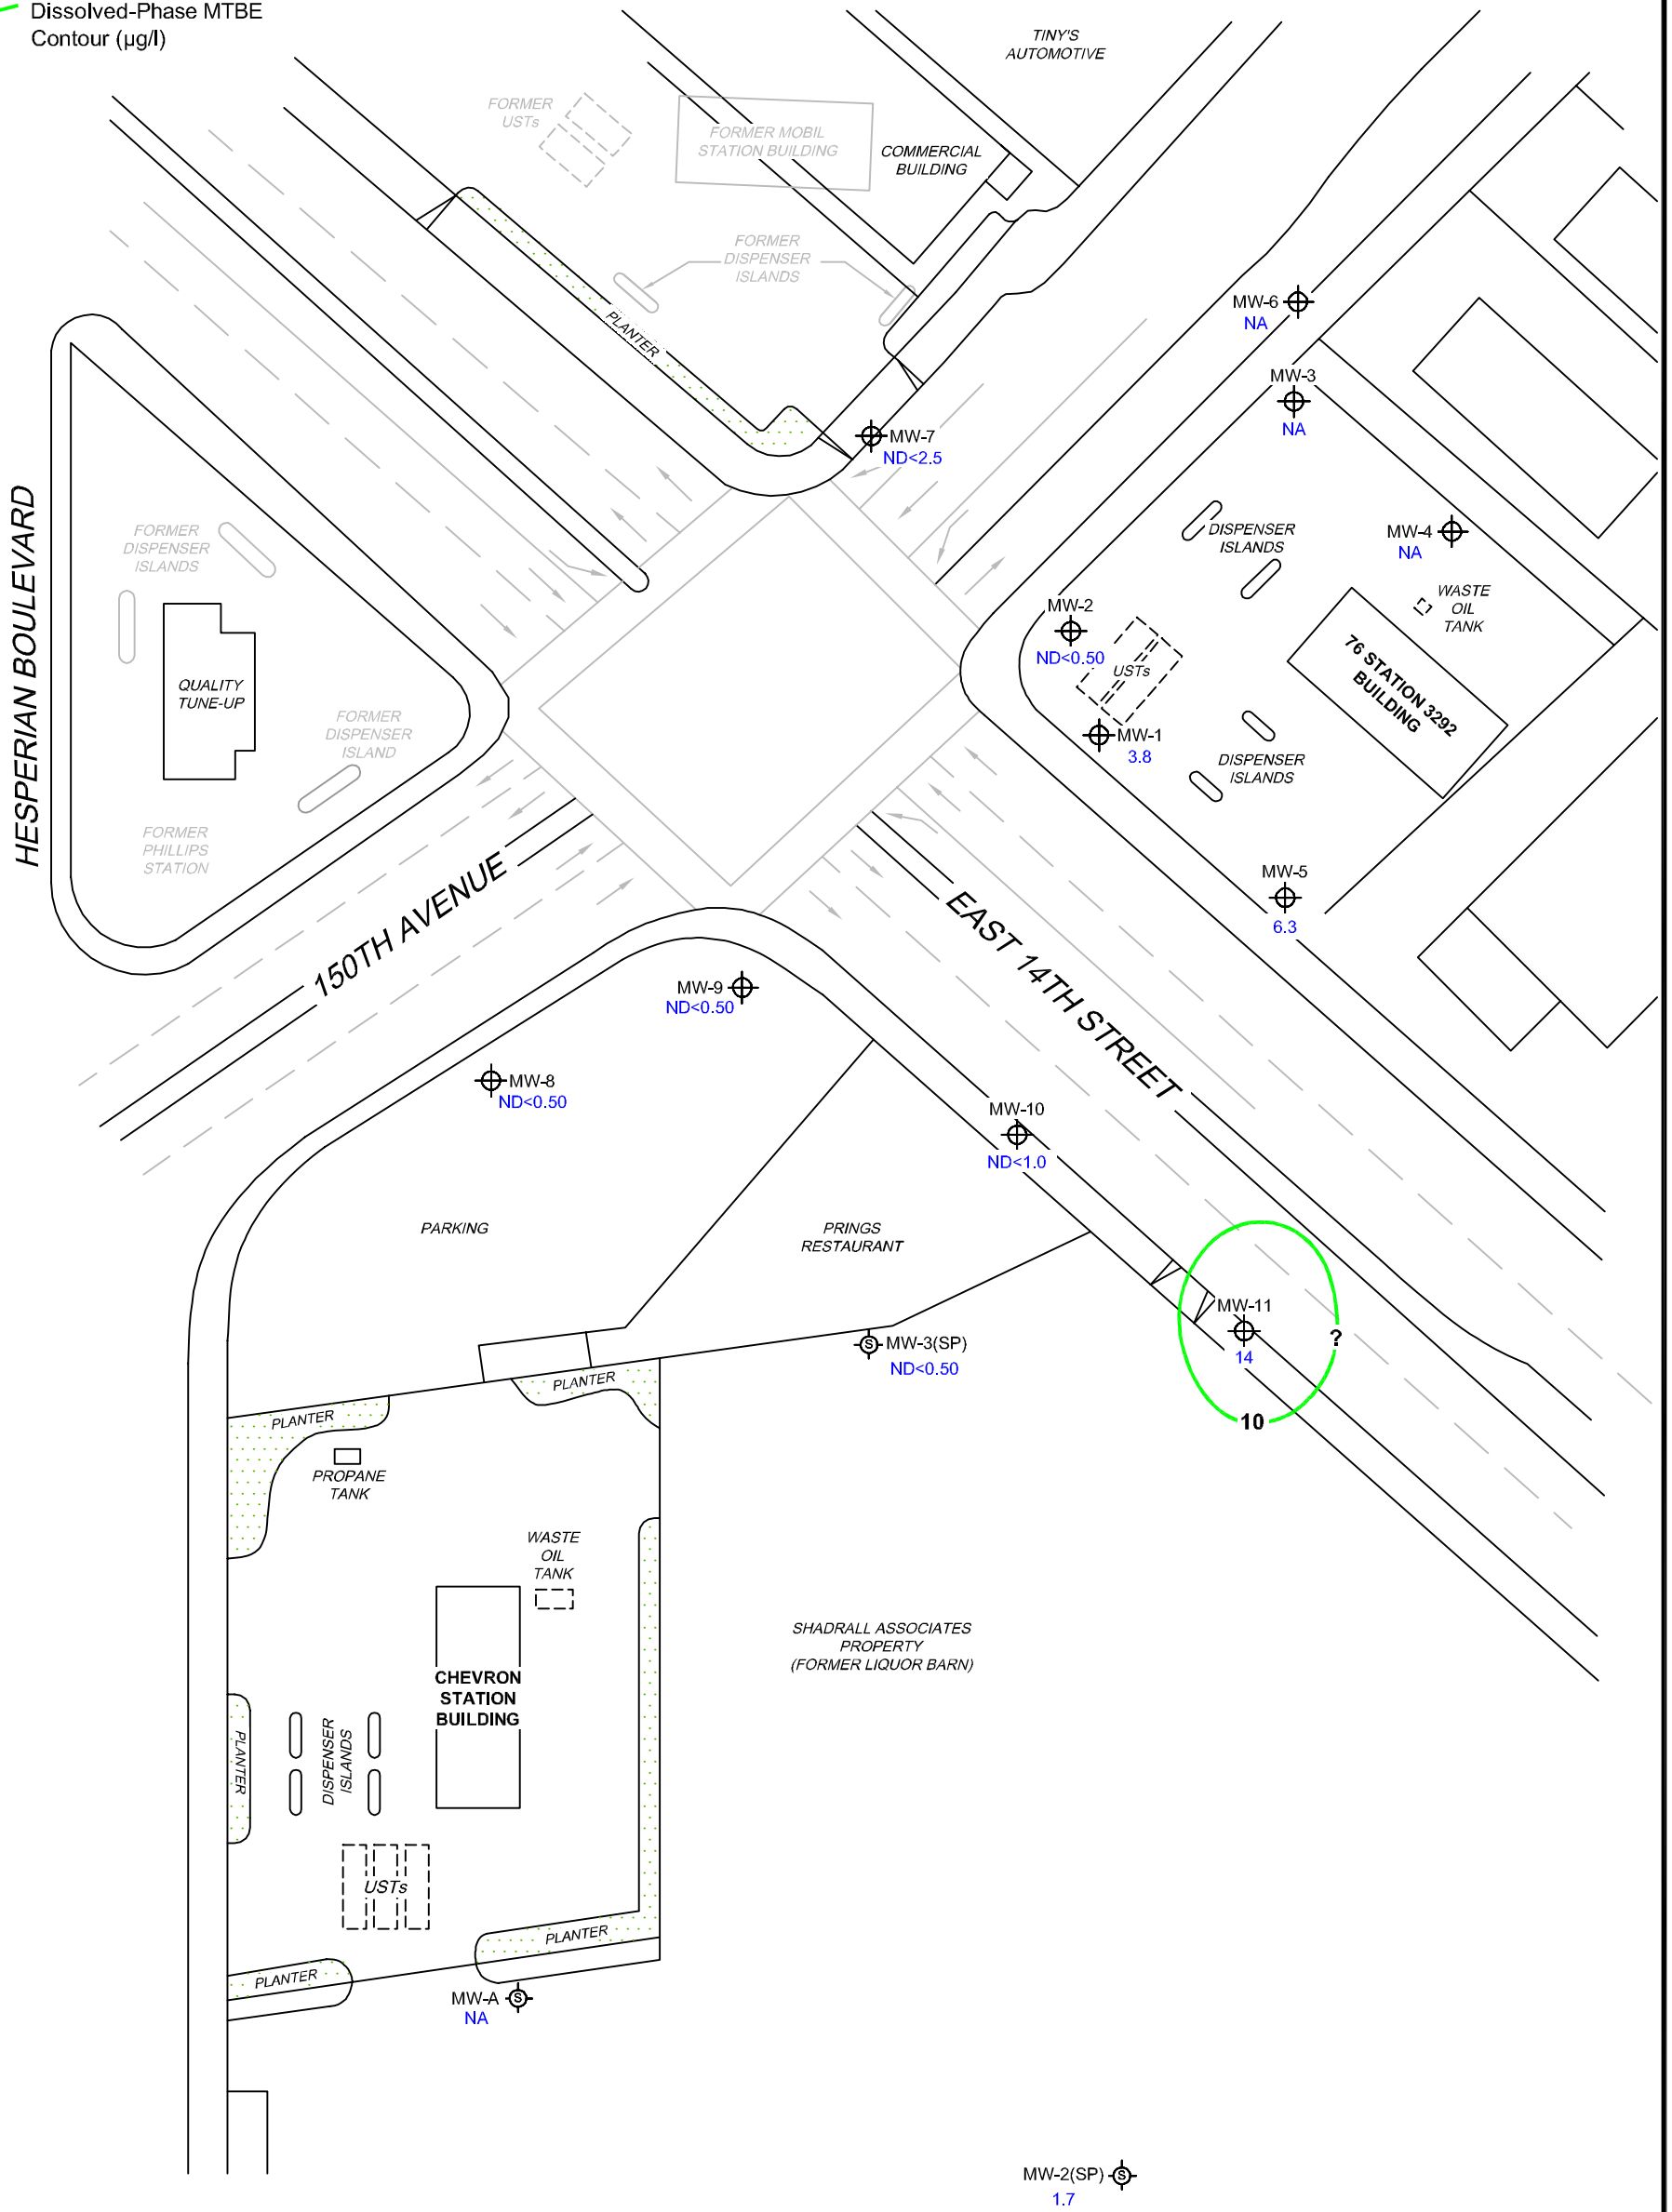 Dissolved-Phase MTBE
Contour (µg/l)
TINY'S
AUTOMOTIVE
FORMER
USTs
FORMER MOBIL
STATION BUILDING
COMMERCIAL
BUILDING
FORMER
DISPENSER
ISLANDS
PLANTER
MW-6
NA
MW-3
NA
MW-7
ND<2.5
HESPERIAN BOULEVARD
FORMER
DISPENSER
ISLANDS
DISPENSER
ISLANDS
MW-4
NA
WASTE
OIL
TANK
MW-2
ND<0.50
USTs
76 STATION 3292
BUILDING
QUALITY
TUNE-UP
FORMER
DISPENSER
ISLAND
MW-1
3.8
DISPENSER
ISLANDS
FORMER
PHILLIPS
STATION
150TH AVENUE
EAST 14TH STREET
MW-5
6.3
MW-9
ND<0.50
MW-8
ND<0.50
MW-10
ND<1.0
PARKING
PRINGS
RESTAURANT
MW-11
14
?
10
MW-3(SP)
ND<0.50
S
PLANTER
PLANTER
PROPANE
TANK
WASTE
OIL
TANK
SHADRALL ASSOCIATES
PROPERTY
(FORMER LIQUOR BARN)
CHEVRON
STATION
BUILDING
PLANTER
DISPENSER
ISLANDS
USTs
PLANTER
PLANTER
MW-A
S
NA
MW-2(SP)
S
1.7